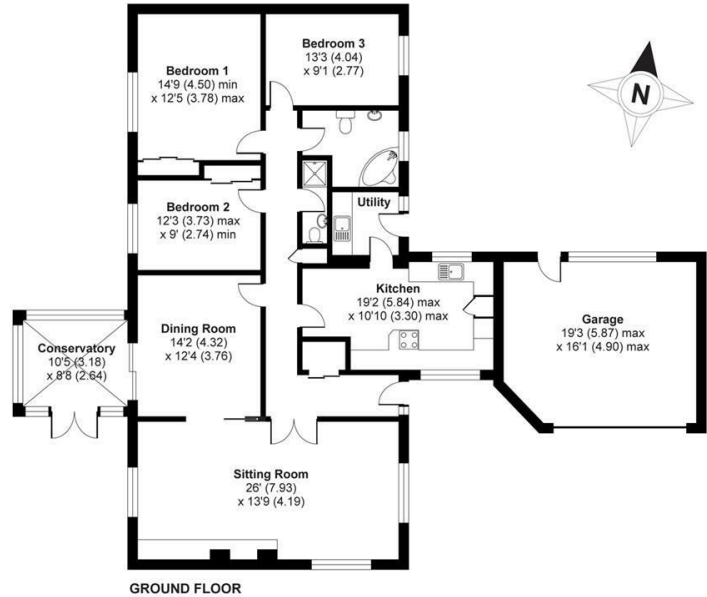 Bedroom 1
14'9 (4.50) min
x 12'5 (3.78) max
Bedroom 3
13'3 (4.04)
x 9'1 (2.77)
N
Bedroom 2
12'3 (3.73) max
x 9' (2.74) min
Utility
Kitchen
19'2 (5.84) max
x 10'10 (3.30) max
Garage
19'3 (5.87) max
x 16'1 (4.90) max
Dining Room
14'2 (4.32)
x 12'4 (3.76)
Conservatory
10'5 (3.18)
x 8'8 (2.64)
Sitting Room
26' (7.93)
x 13'9 (4.19)
GROUND FLOOR